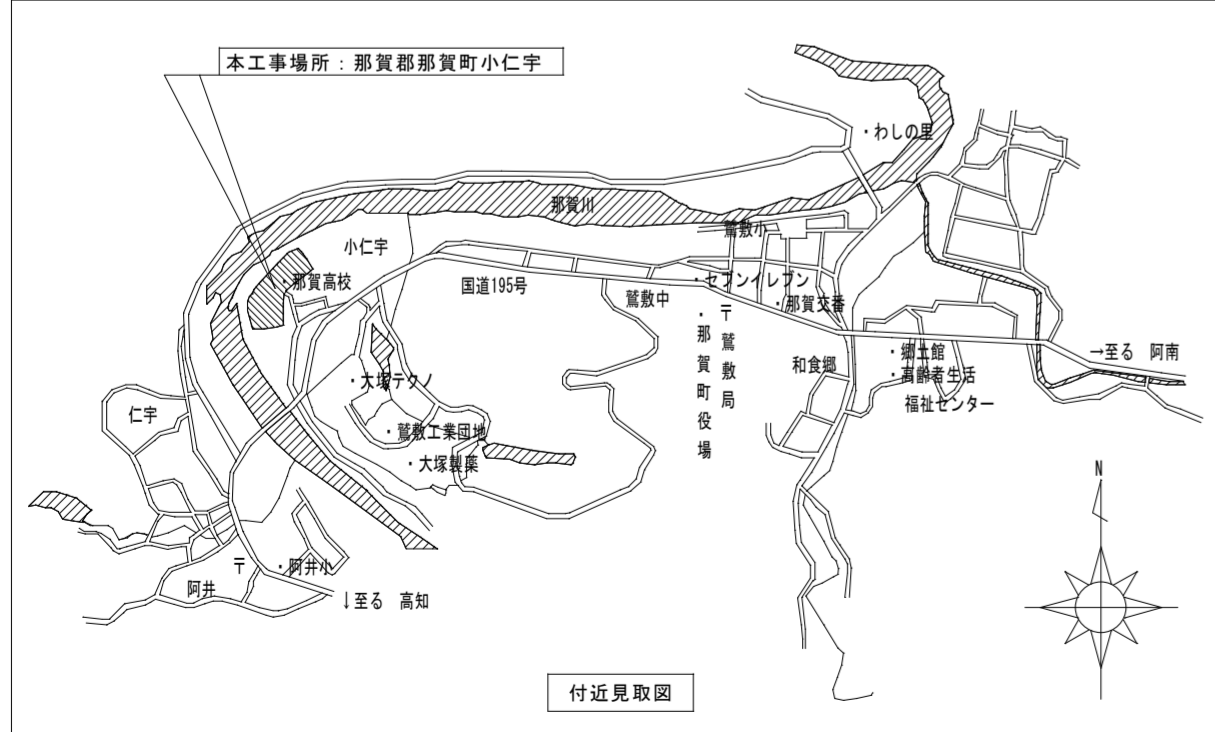 本工事場所：那賀郡那賀町小仁宇
・わしの里
那賀川
鷲敷小
小仁宇
・那賀高校
国道195号
・セブンイレブン
鷲敷中
・那賀交番
〒鷲敷局
・那賀町役場
和食郷
・郷土館
・高齢者生活
福祉センター
→至る 阿南
・大塚テクノ
・鷲敷工業団地
・大塚製薬
仁宇
〒
・阿井小
阿井
↓至る 高知
N
付近見取図